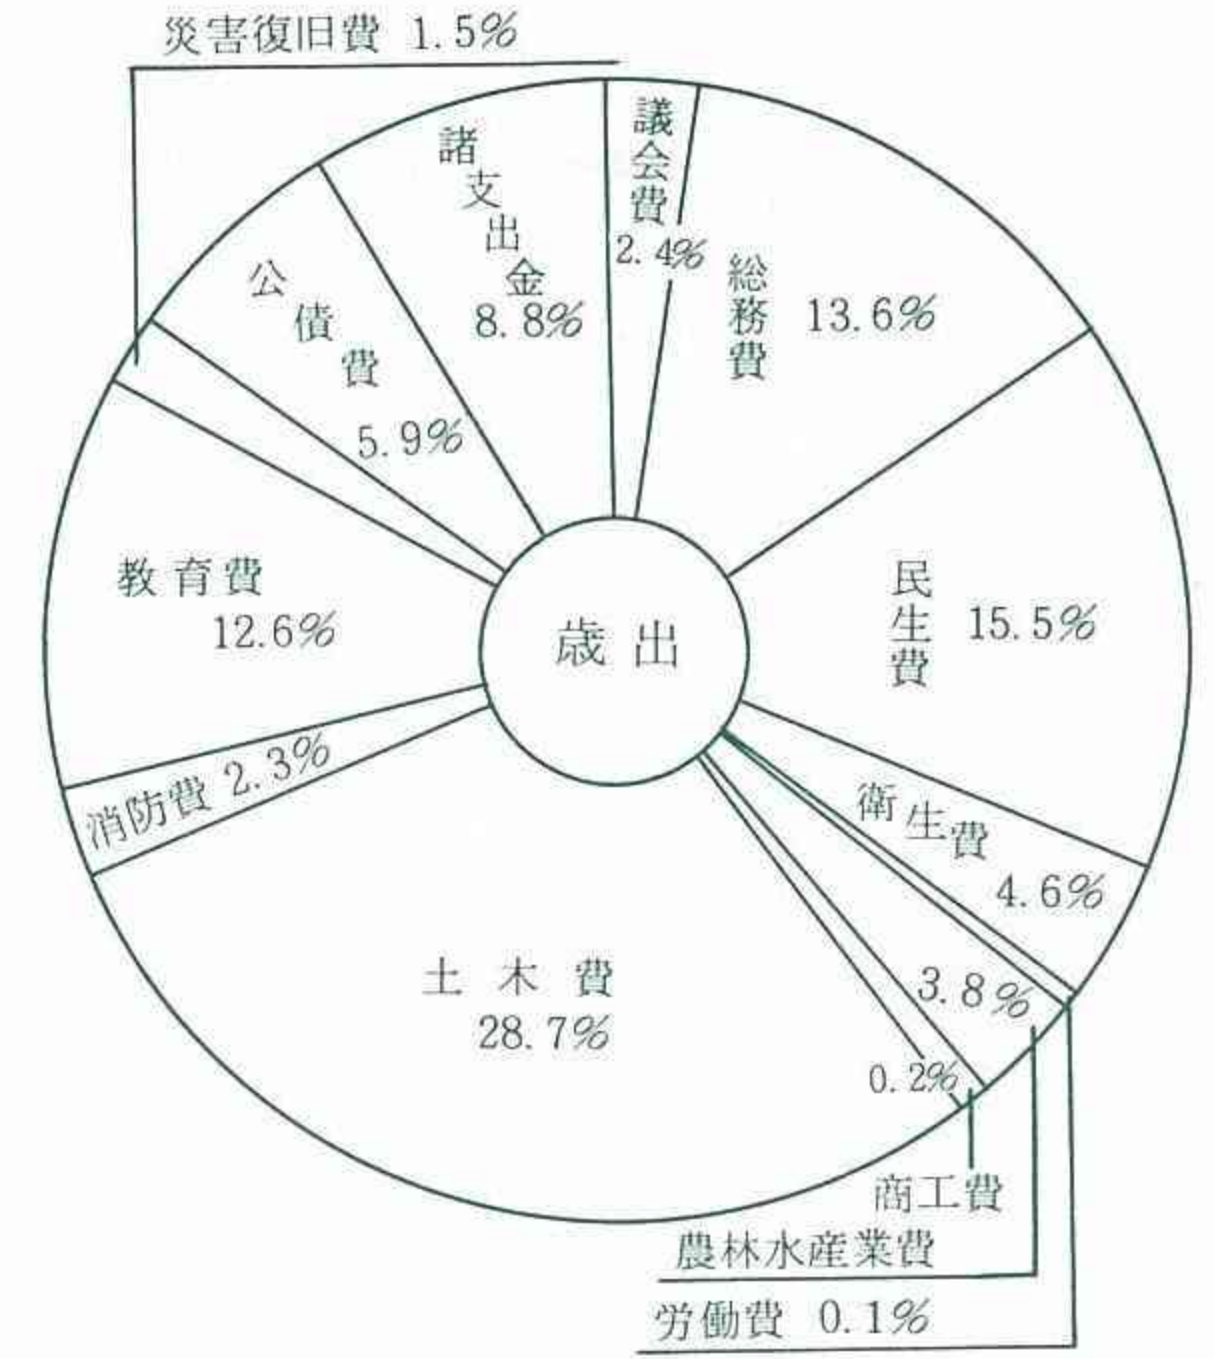 災害復旧費 1.5%
議会費
2.4%
総務費 13.6%
民生費 15.5%
衛生費
4.6%
労働費 0.1%
3.8%
農林水産業費
0.2%
商工費
土木費
28.7%
消防費 2.3%
教育費
12.6%
公債費
5.9%
諸支出金
8.8%
歳出